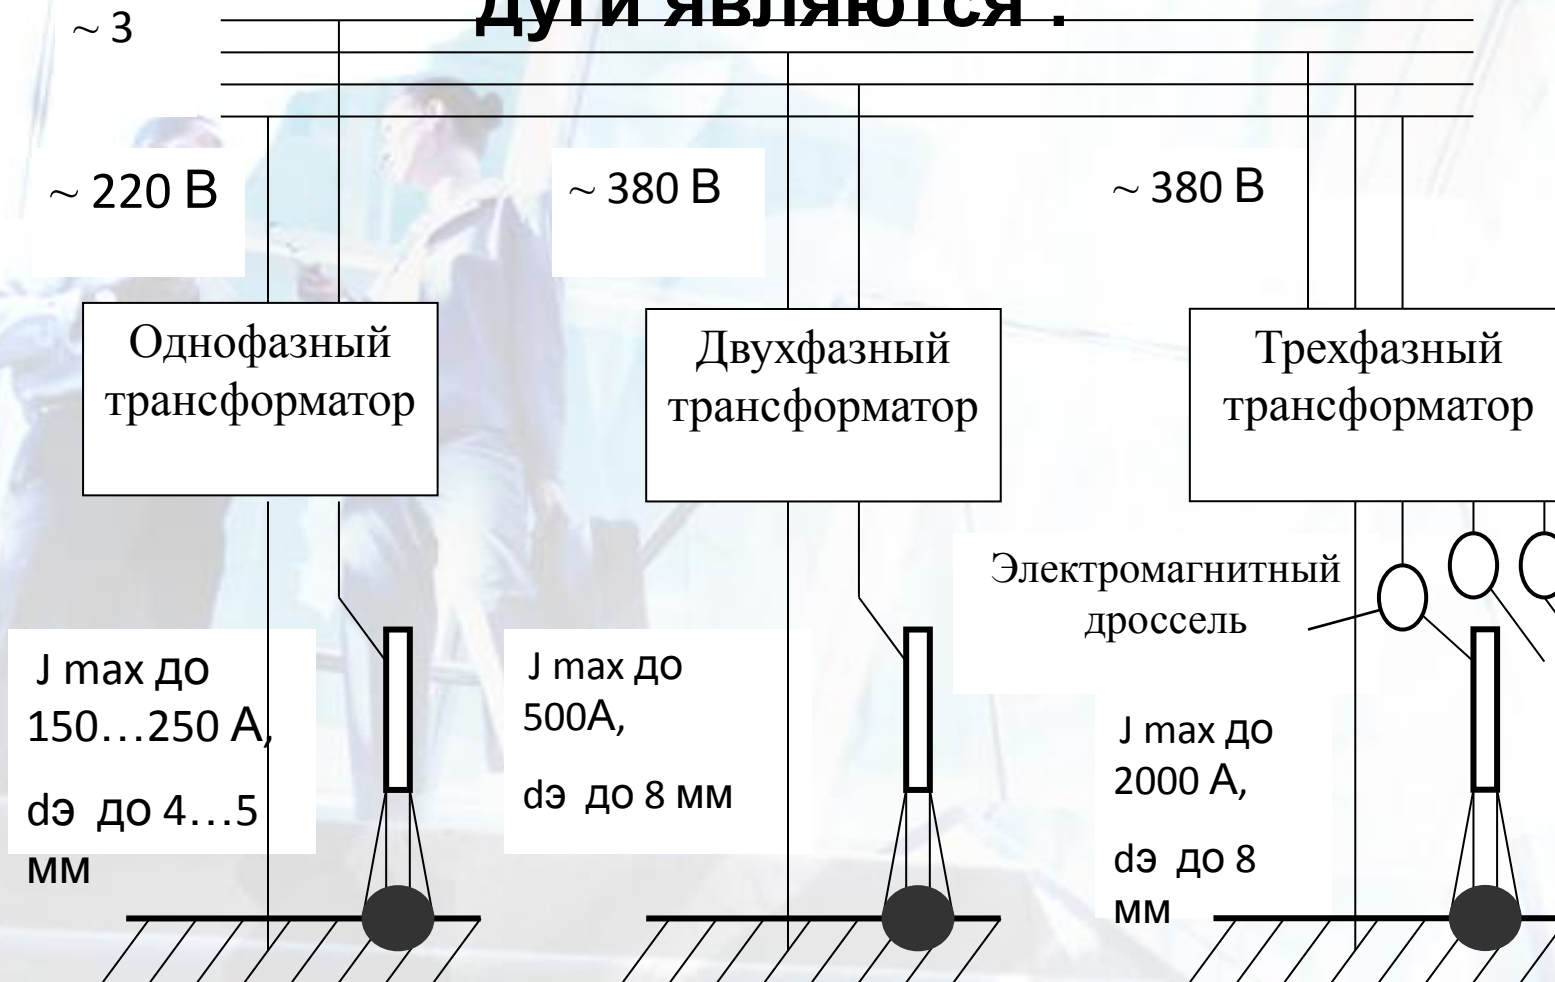 дуги являются :
~ 3
~ 220 В
~ 380 В
~ 380 В
Однофазный
трансформатор
Двухфазный
трансформатор
Трехфазный
трансформатор
Электромагнитный
дроссель
J max до
150…250 А,
dэ до 4…5
мм
J max до
500А,
dэ до 8 мм
J max до
2000 А,
dэ до 8
мм